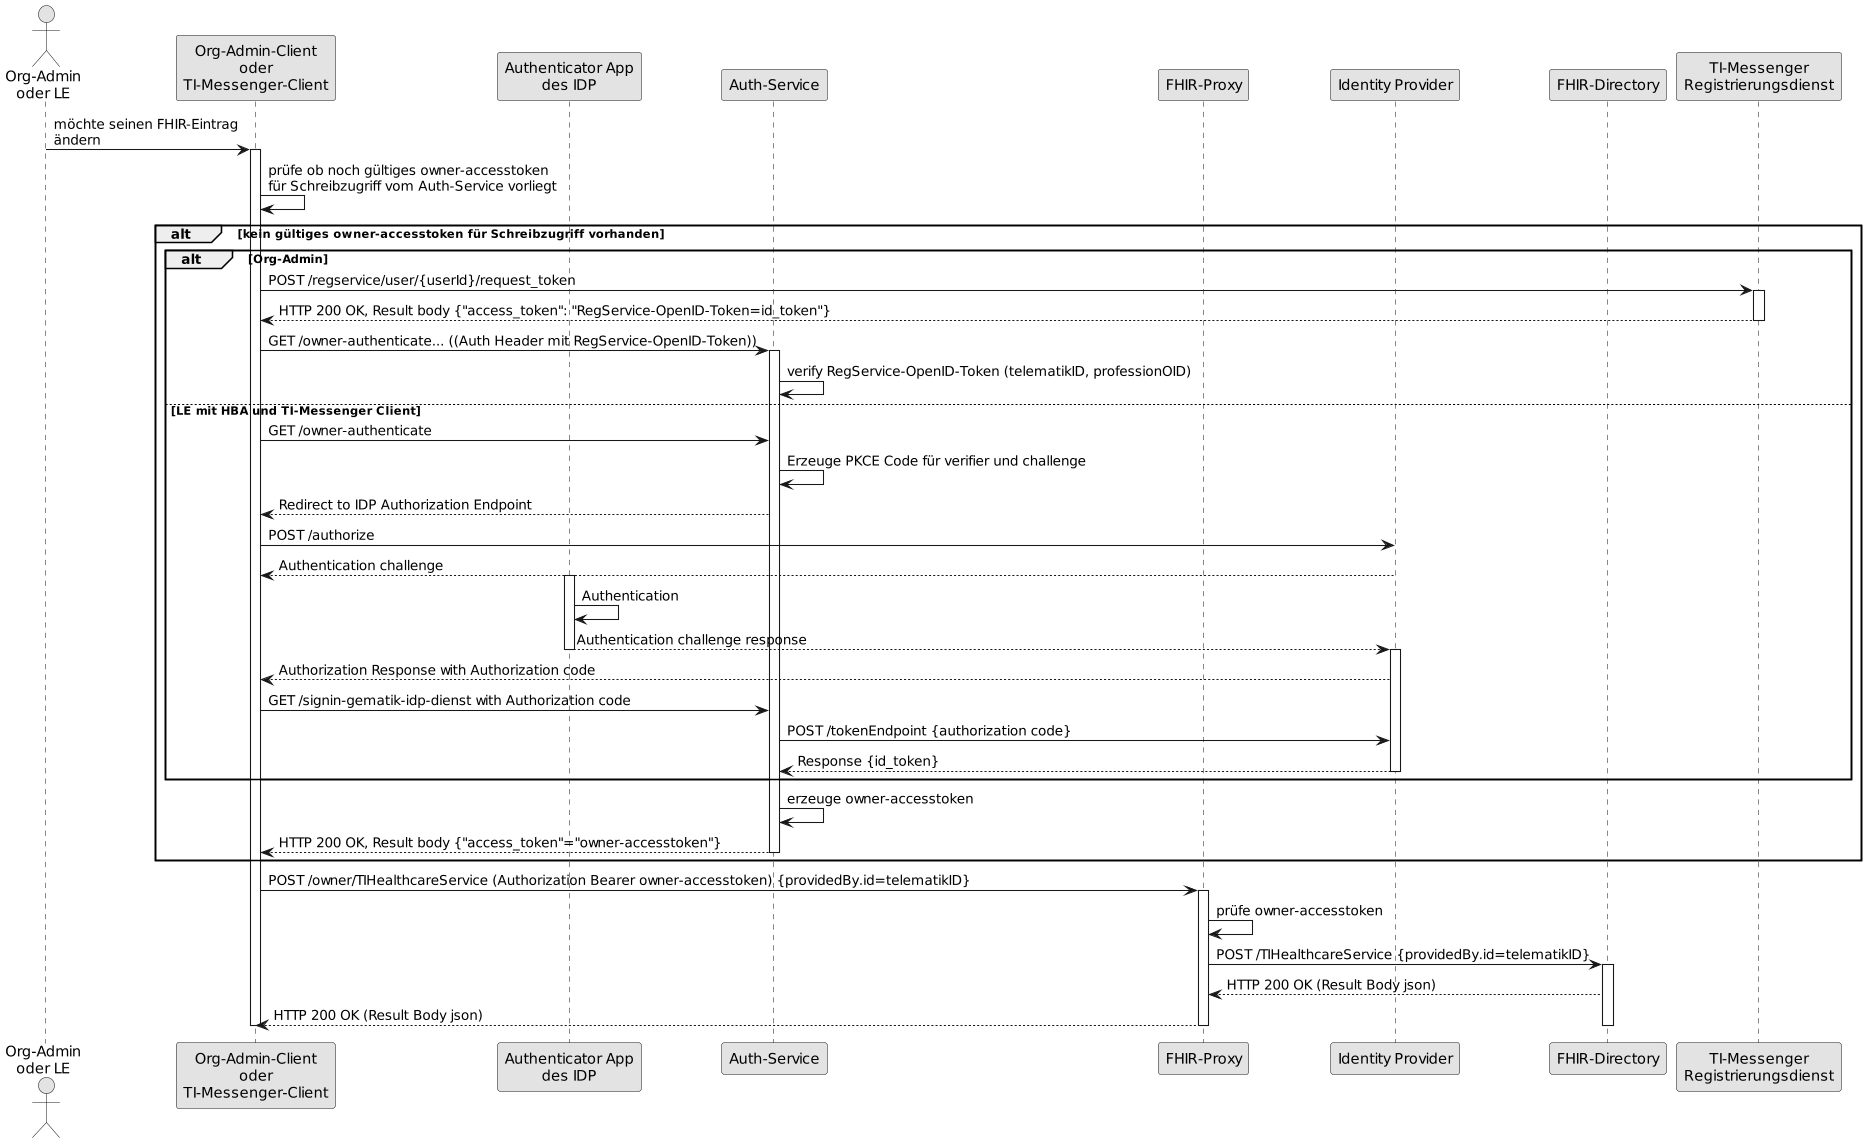 Org-Admin
oder LE
Org-Admin-Client
oder
TI-Messenger-Client
Authenticator App
des IDP
Auth-Service
FHIR-Proxy
Identity Provider
FHIR-Directory
TI-Messenger
Registrierungsdienst
möchte seinen FHIR-Eintrag
ändern
prüfe ob noch gültiges owner-accesstoken
für Schreibzugriff vom Auth-Service vorliegt
alt [kein gültiges owner-accesstoken für Schreibzugriff vorhanden]
alt [Org-Admin]
POST /regservice/user/{userId}/request_token
HTTP 200 OK, Result body {"access_token": "RegService-OpenID-Token=id_token"}
GET /owner-authenticate... ((Auth Header mit RegService-OpenID-Token))
verify RegService-OpenID-Token (telematikID, professionOID)
[LE mit HBA und TI-Messenger Client]
GET /owner-authenticate
Erzeuge PKCE Code für verifier und challenge
Redirect to IDP Authorization Endpoint
POST /authorize
Authentication challenge
Authentication
Authentication challenge response
Authorization Response with Authorization code
GET /signin-gematik-idp-dienst with Authorization code
POST /tokenEndpoint {authorization code}
Response {id_token}
erzeuge owner-accesstoken
HTTP 200 OK, Result body {"access_token"="owner-accesstoken"}
POST /owner/TIHealthcareService (Authorization Bearer owner-accesstoken) {providedBy.id=telematikID}
prüfe owner-accesstoken
POST /TIHealthcareService {providedBy.id=telematikID}
HTTP 200 OK (Result Body json)
HTTP 200 OK (Result Body json)
Org-Admin
oder LE
Org-Admin-Client
oder
TI-Messenger-Client
Authenticator App
des IDP
Auth-Service
FHIR-Proxy
Identity Provider
FHIR-Directory
TI-Messenger
Registrierungsdienst